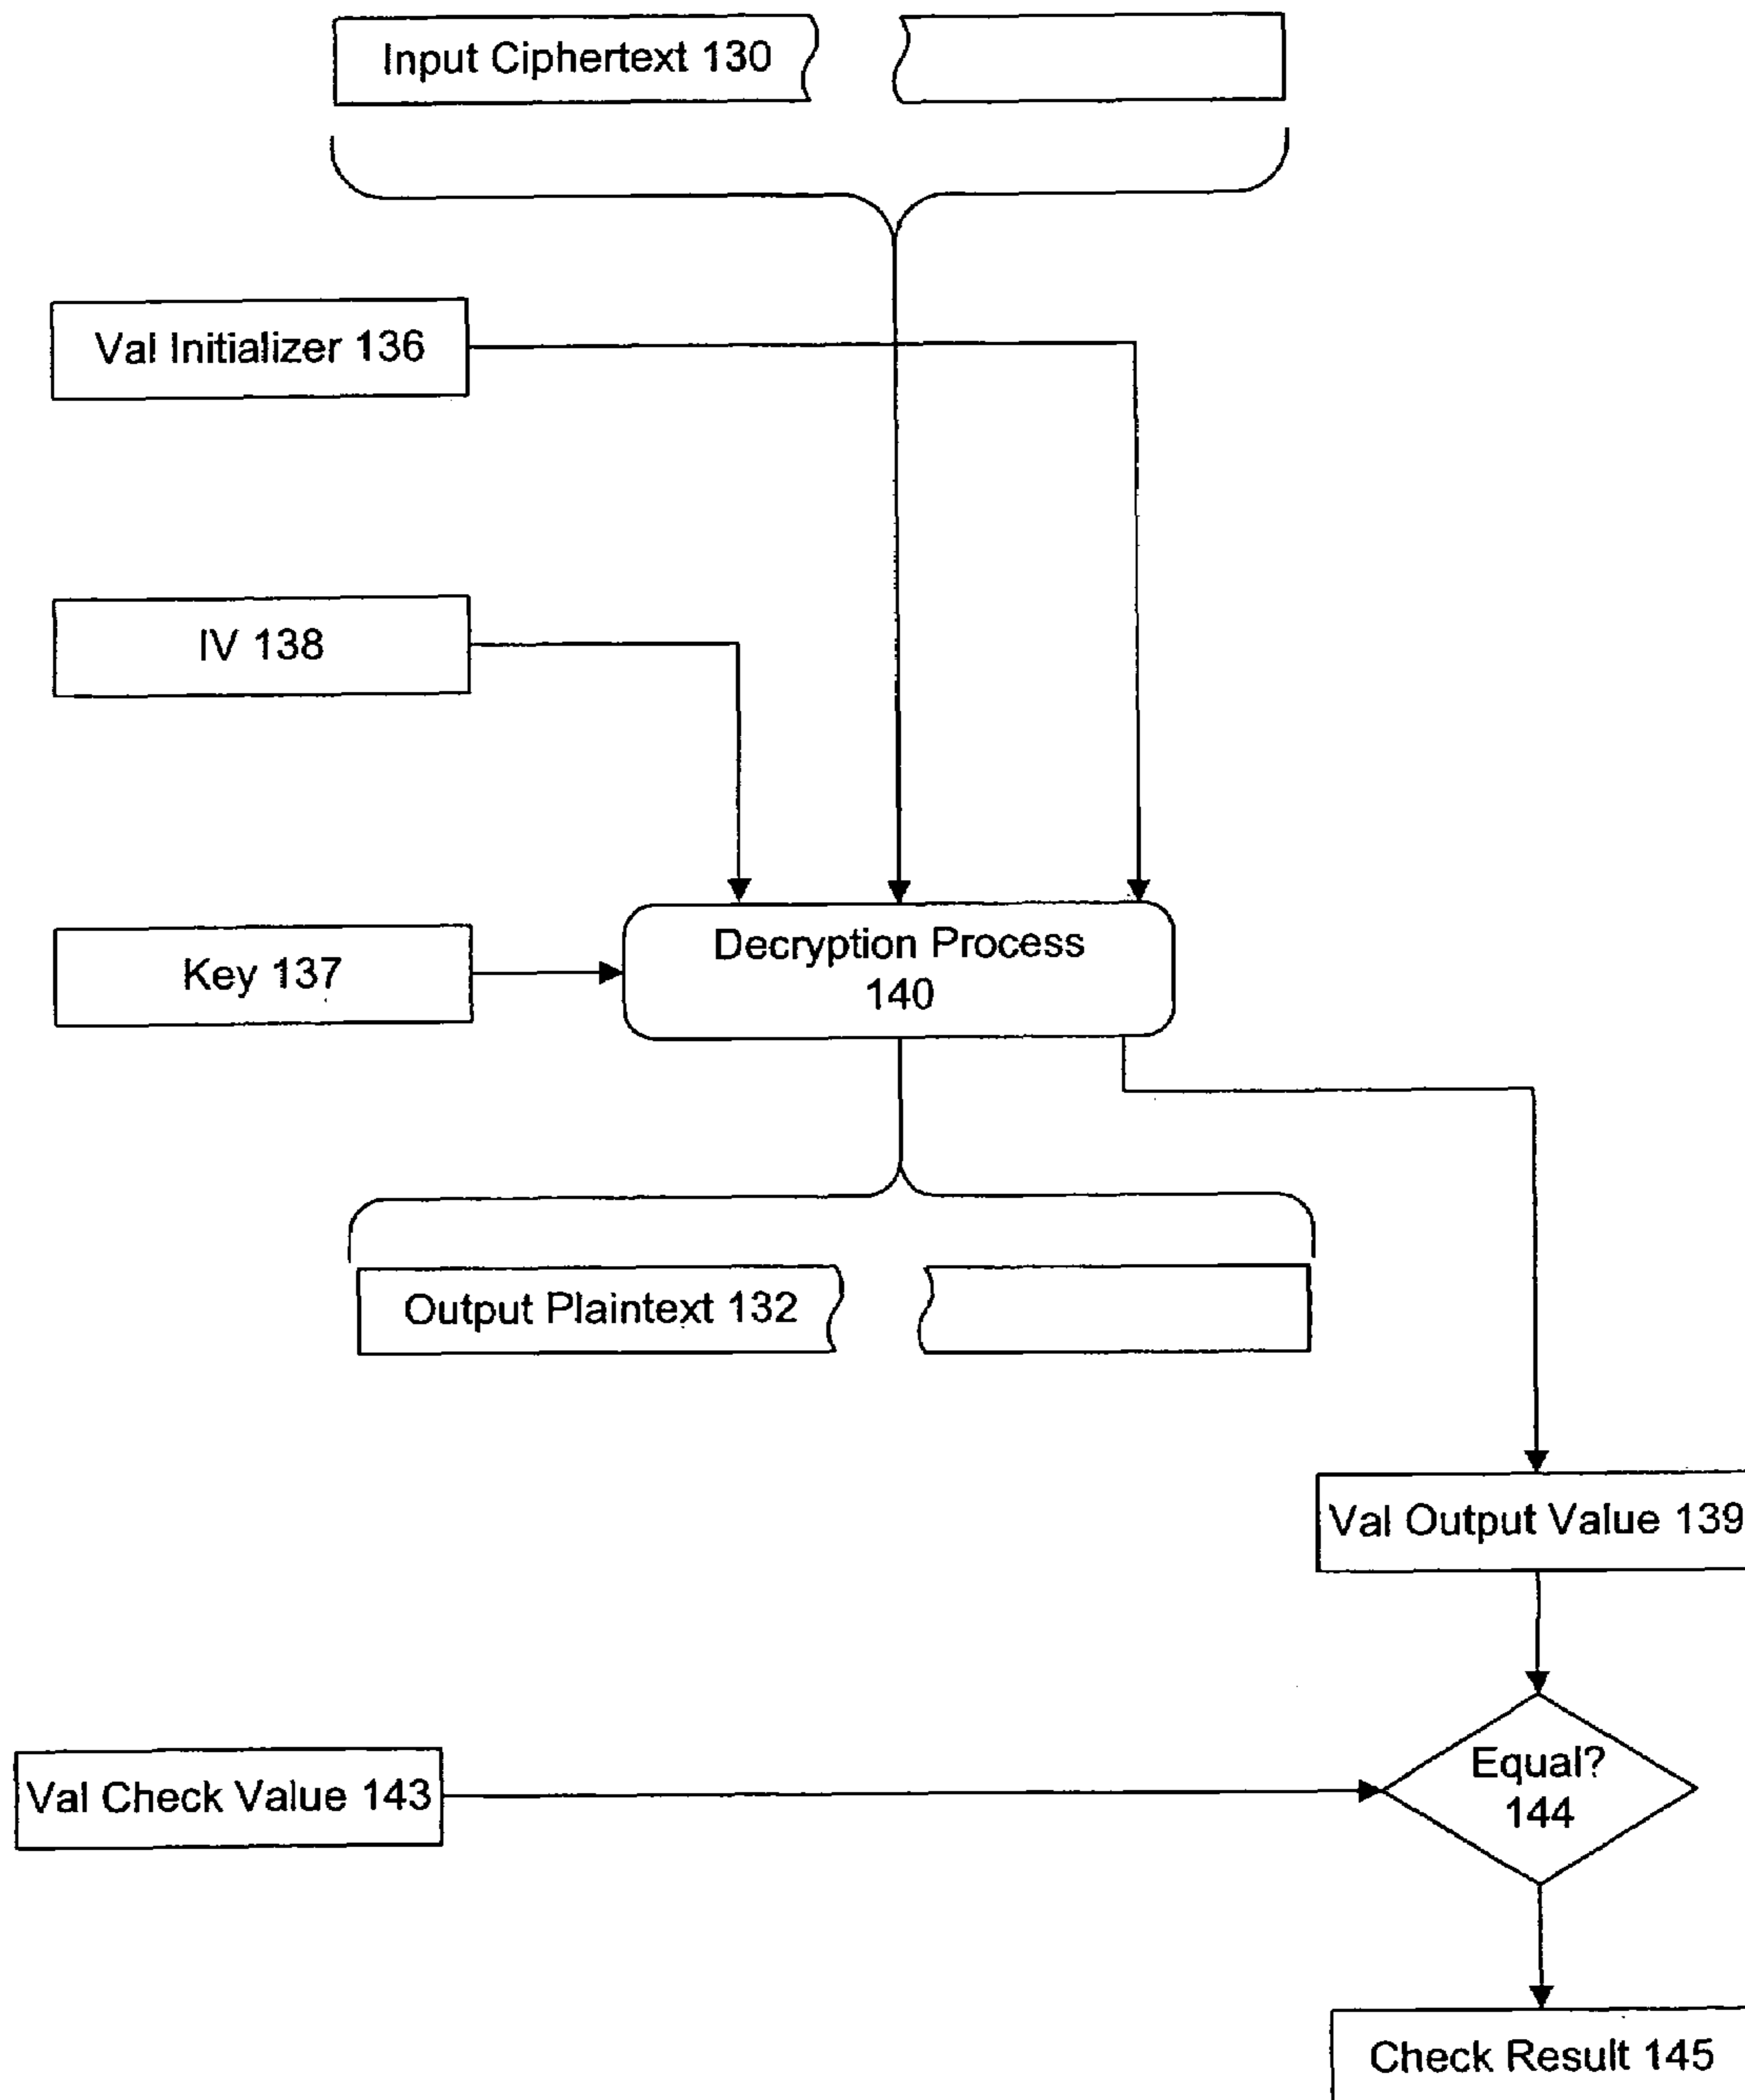 Input Ciphertext 130
Val Initializer 136
IV 138
Key 137
Decryption Process
140
Output Plaintext 132
Val Output Value 139
Val Check Value 143
Equal?
144
Check Result 145